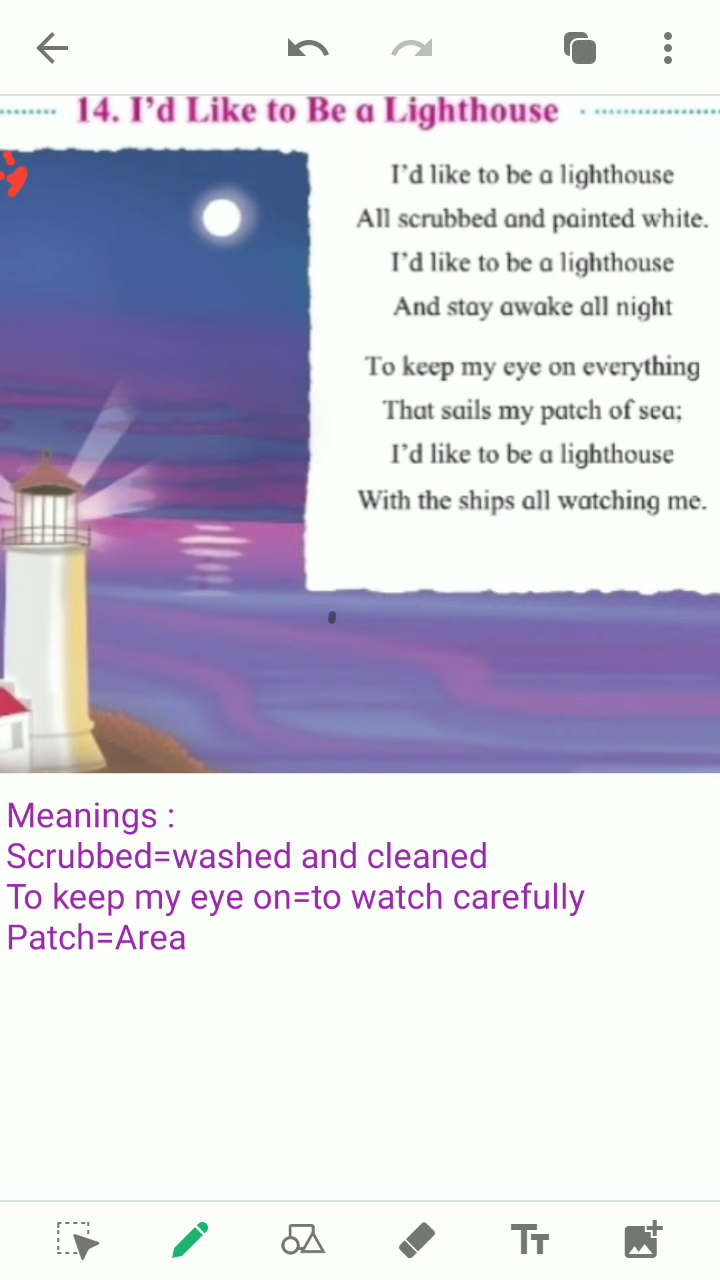 14. I'd Like to Be a Lighthouse
I'd like to be a lighthouse
All scrubbed and painted white.
I'd like to be a lighthouse
And stay awake all night
To keep my eye on everything
That sails my patch of sea;
I'd like to be a lighthouse
With the ships all watching me.
Meanings :
Scrubbed=washed and cleaned
To keep my eye on=to watch carefully
Patch=Area
TT